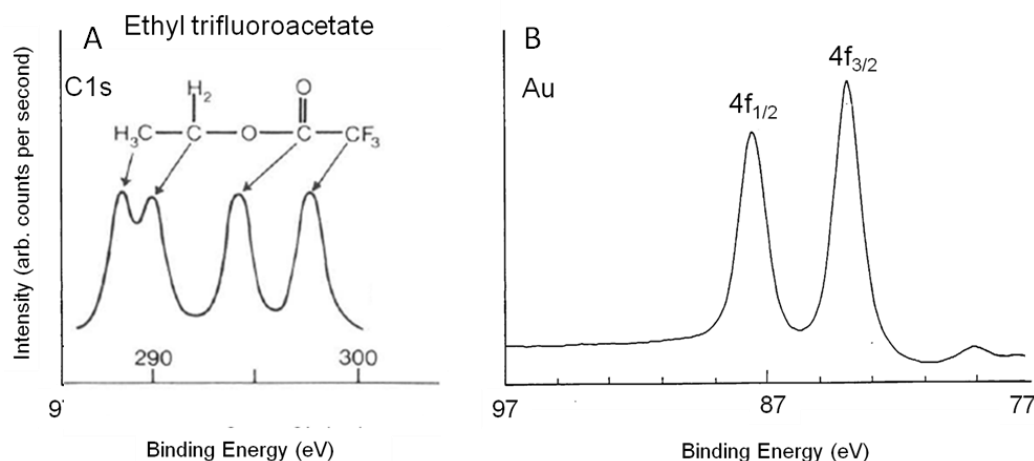 A Ethyl trifluoroacetate
C1s
H2
O
H3C—C—O—C—CF3
290
300
9
Binding Energy (eV)
Intensity (arb. counts per second)
B
Au
4f1/2
4f3/2
97
87
77
Binding Energy (eV)